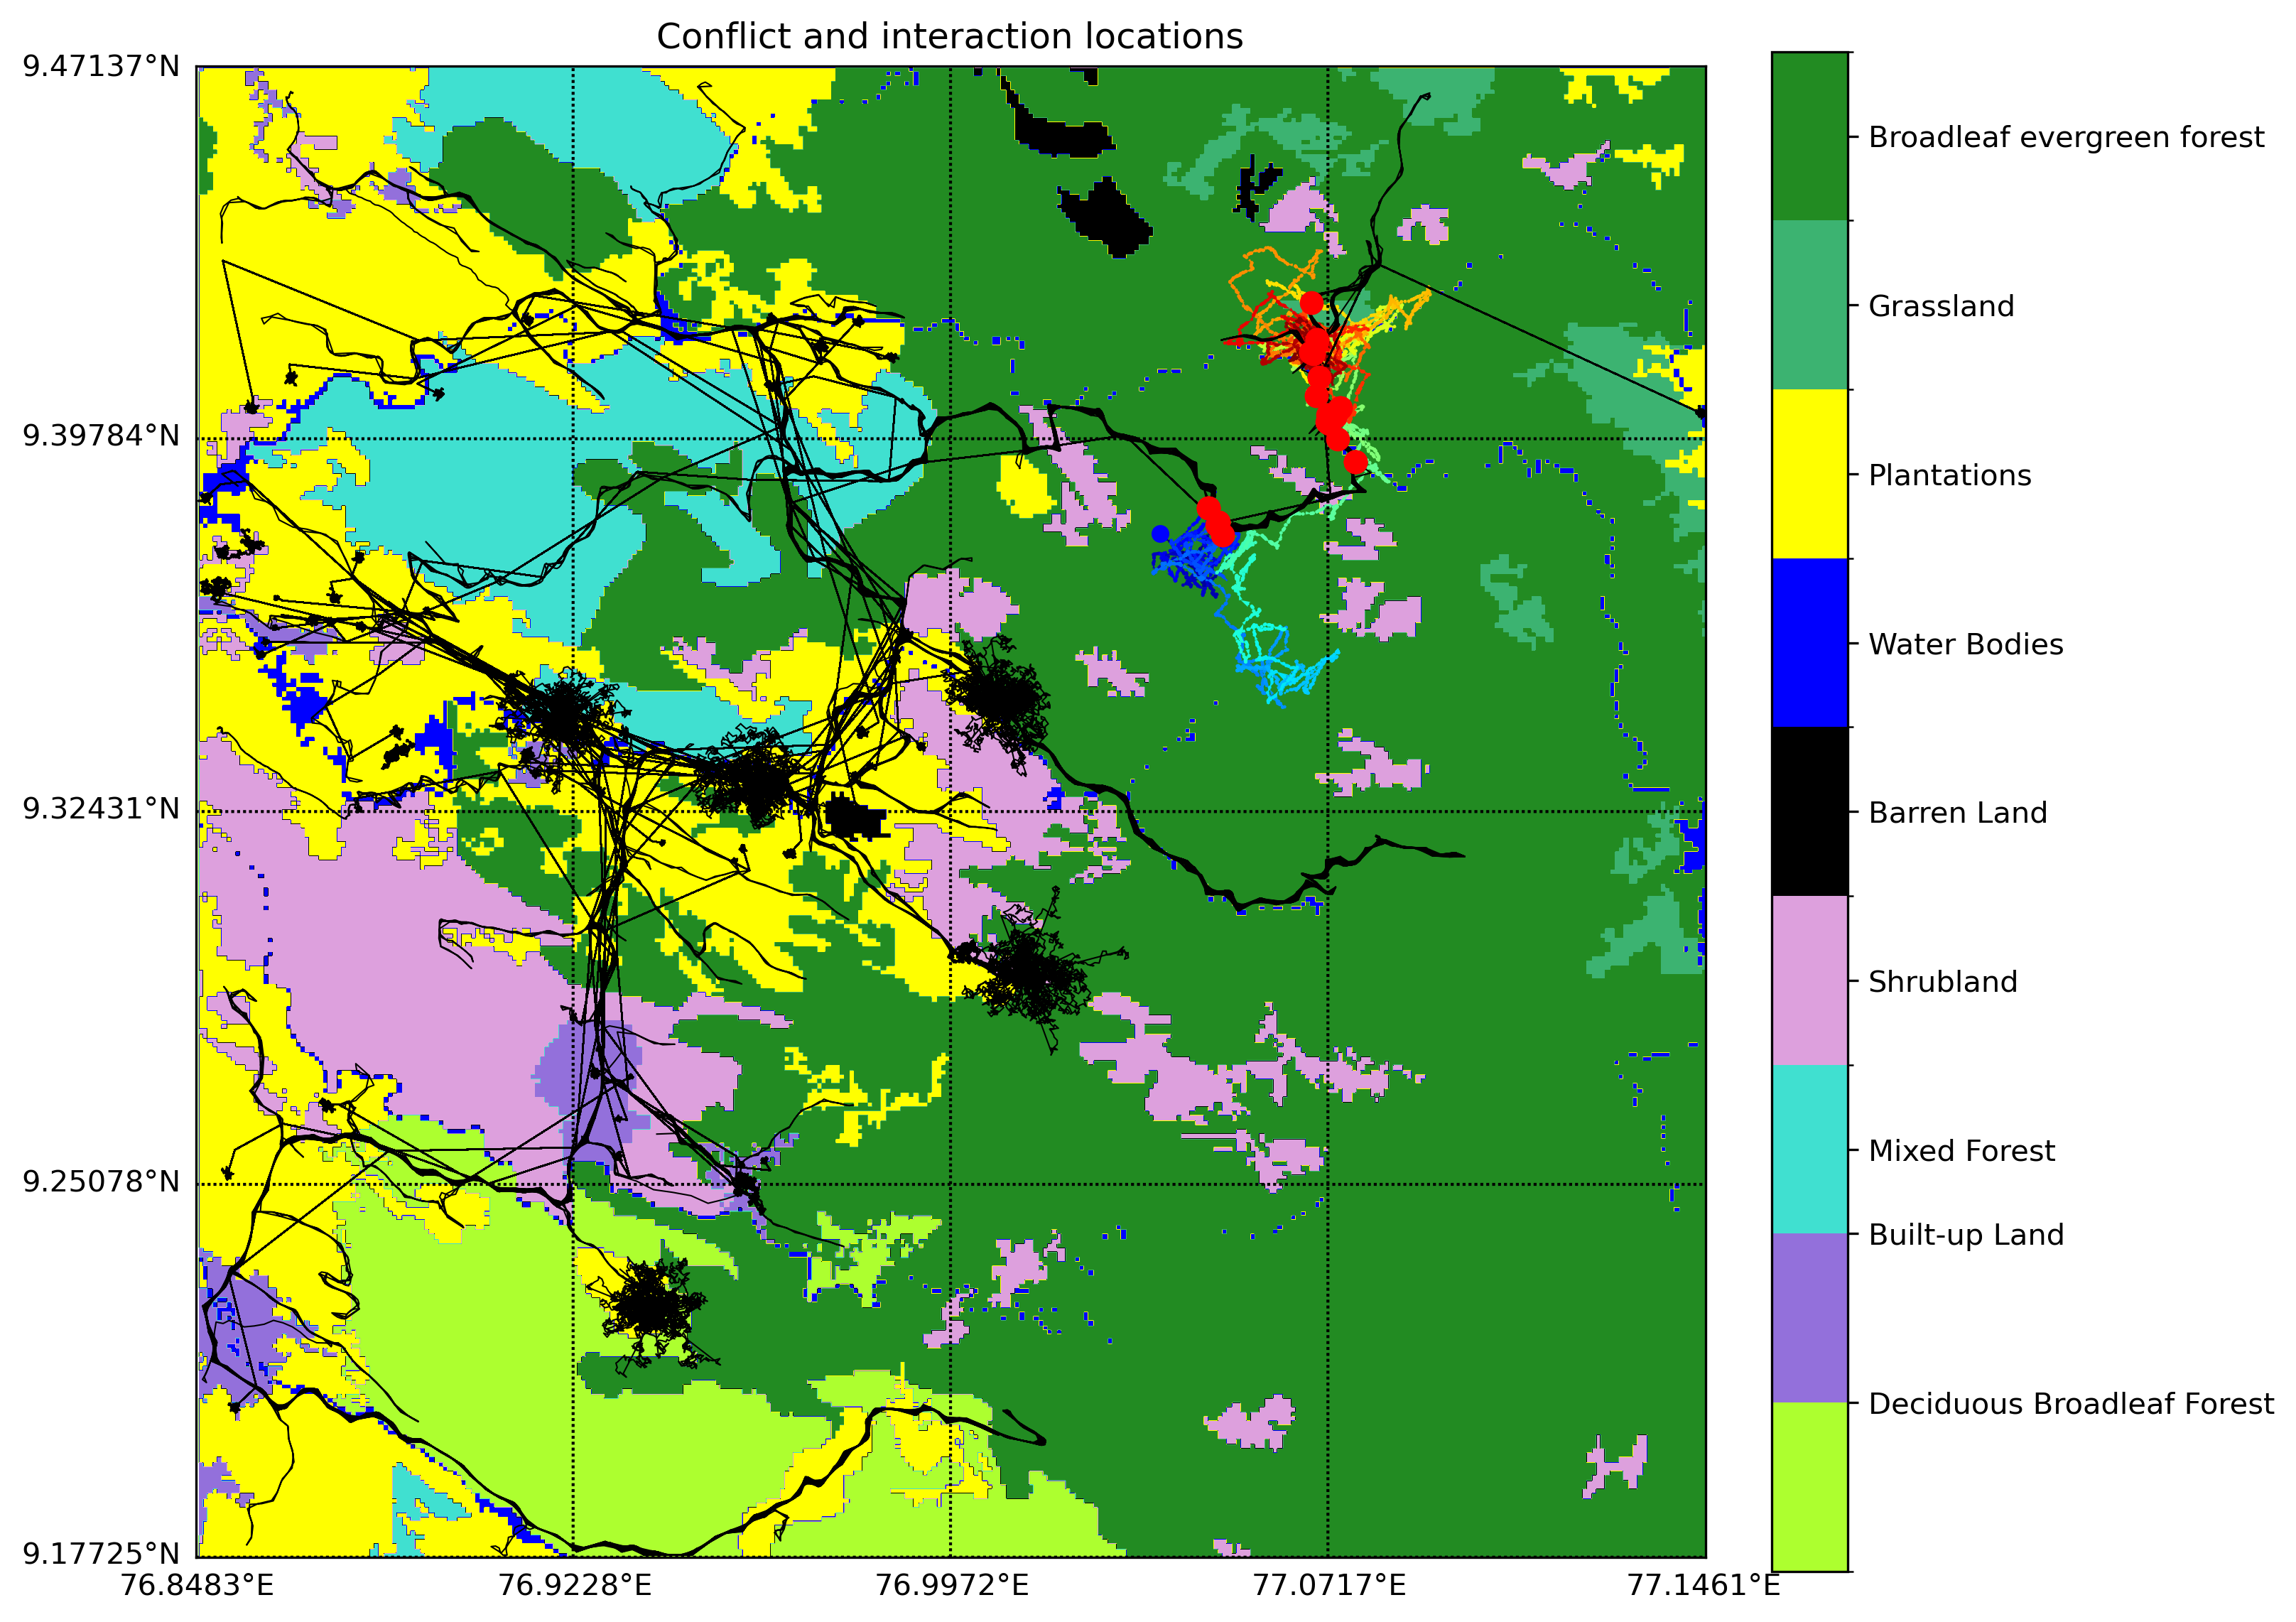 Conflict and interaction locations
9.47137°N
9.39784°N
9.32431°N
9.25078°N
9.17725°N
76.8483°E
76.9228°E
76.9972°E
77.0717°E
77.1461°E
Broadleaf evergreen forest
Grassland
Plantations
Water Bodies
Barren Land
Shrubland
Mixed Forest
Built-up Land
Deciduous Broadleaf Forest